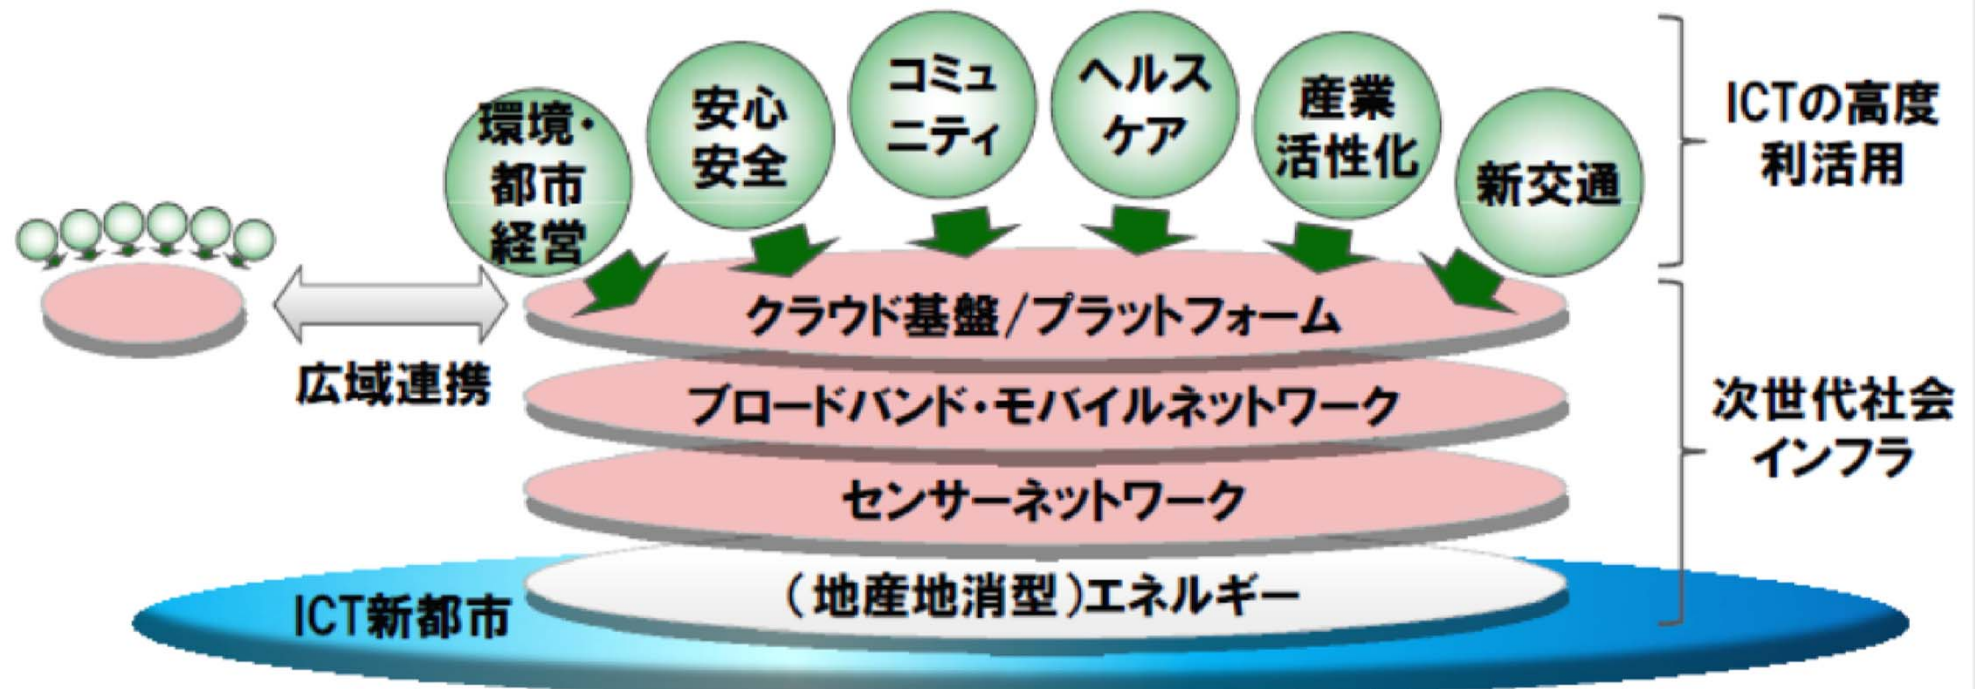 環境・
都市
経営
安心
安全
コミュ
ニティ
ヘルス
ケア
産業
活性化
新交通
ICTの高度
利活用
広域連携
クラウド基盤/プラットフォーム
ブロードバンド・モバイルネットワーク
センサーネットワーク
(地産地消型)エネルギー
次世代社会
インフラ
ICT新都市